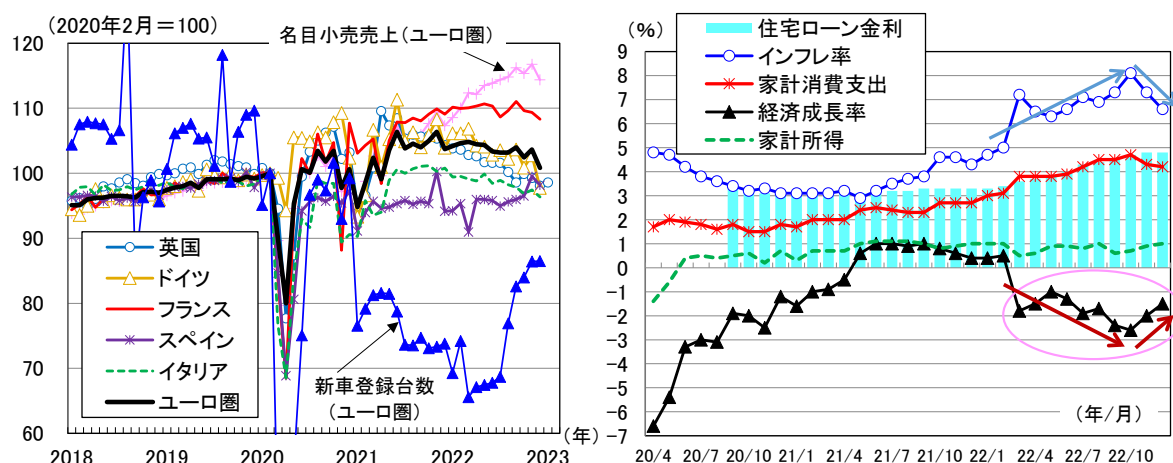 (2020年2月=100)
120
110
100
90
80
70
60
名目小売売上(ユーロ圏)
英国
ドイツ
フランス
スペイン
イタリア
ユーロ圏
新車登録台数
(ユーロ圏)
(年)
2018 2019 2020 2021 2022 2023
(%)
9
8
7
6
5
4
3
2
1
0
-1
-2
-3
-4
-5
-6
-7
住宅ローン金利
インフレ率
家計消費支出
経済成長率
家計所得
(年/月)
20/4 20/7 20/10 21/1 21/4 21/7 21/10 22/1 22/4 22/7 22/10